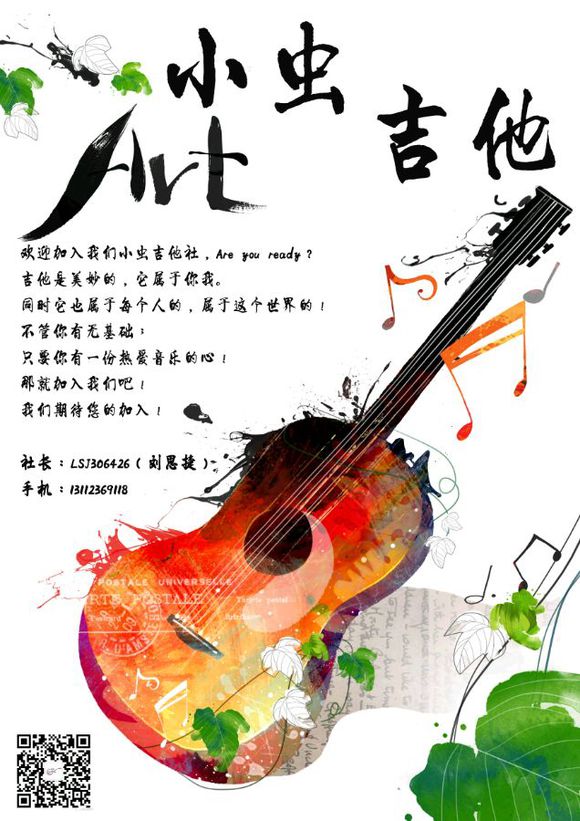 小虫
吉他
Art
欢迎加入我们小虫吉他社，Are you ready？
吉他是美妙的，它属于你我。
同时它也属于每个人的，属于这个世界的！
不管你有无基础；
只要你有一份热爱音乐的心！
那就加入我们吧！
我们期待您的加入！
社长：LSJ306426（刘思捷）
手机：13112369118
POSTALE UNIVERSELLE
RTE POSTALE